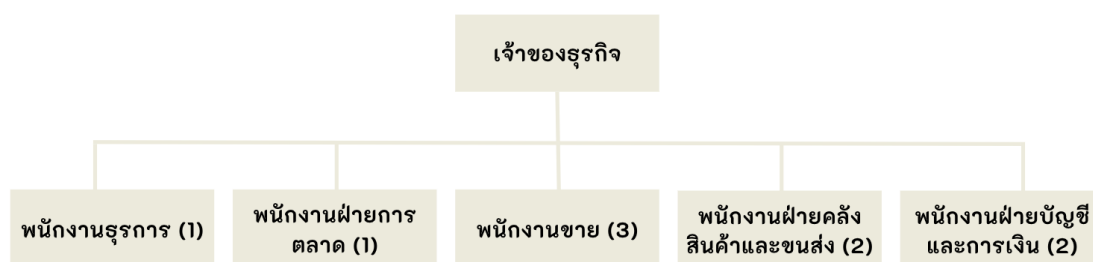 เจ้าของธุรกิจ
พนักงานธุรการ (1)
พนักงานฝ่ายการ
ตลาด (1)
พนักงานขาย (3)
พนักงานฝ่ายคลัง
สินค้าและขนส่ง (2)
พนักงานฝ่ายบัญชี
และการเงิน (2)